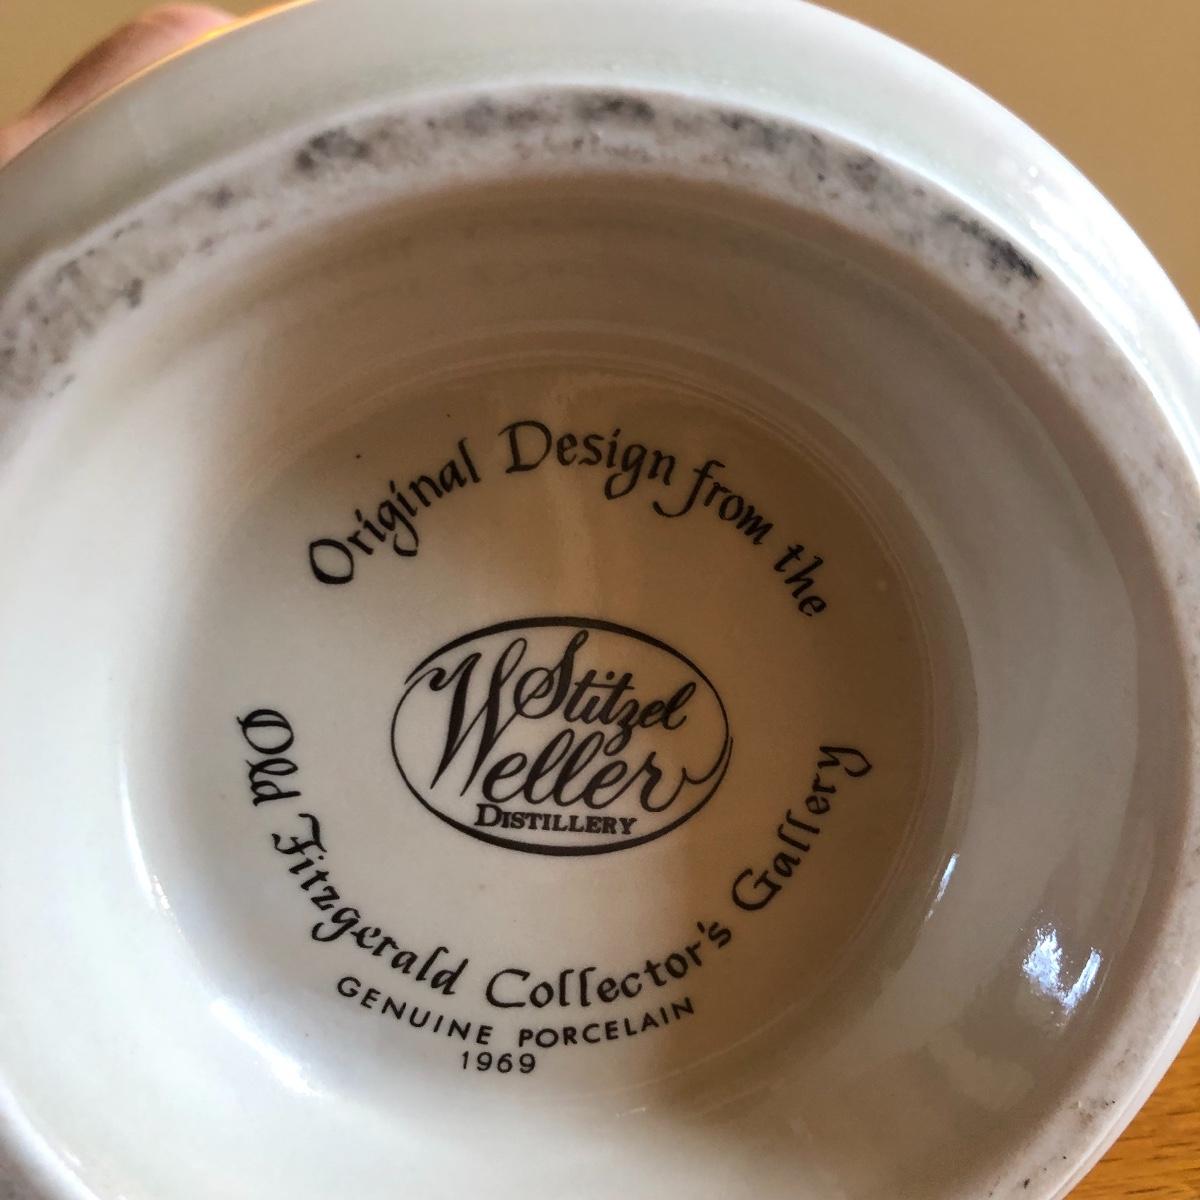 Original Design from the
Stitzel
Weller
DISTILLERY
Old Fitzgerald Collector's Gallery
GENUINE PORCELAIN
1969